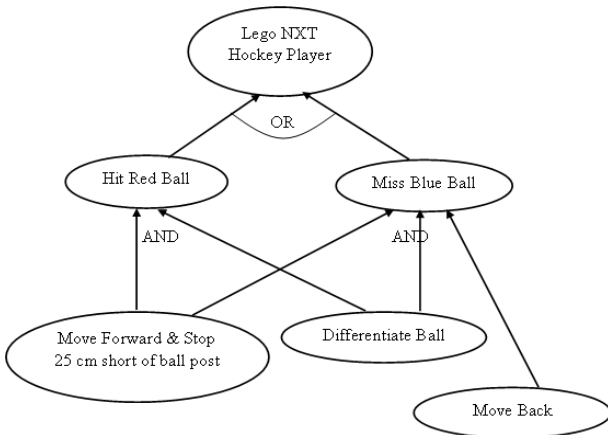 Lego NXT
Hockey Player
OR
Hit Red Ball
Miss Blue Ball
AND
AND
Move Forward & Stop
25 cm short of ball post
Differentiate Ball
Move Back